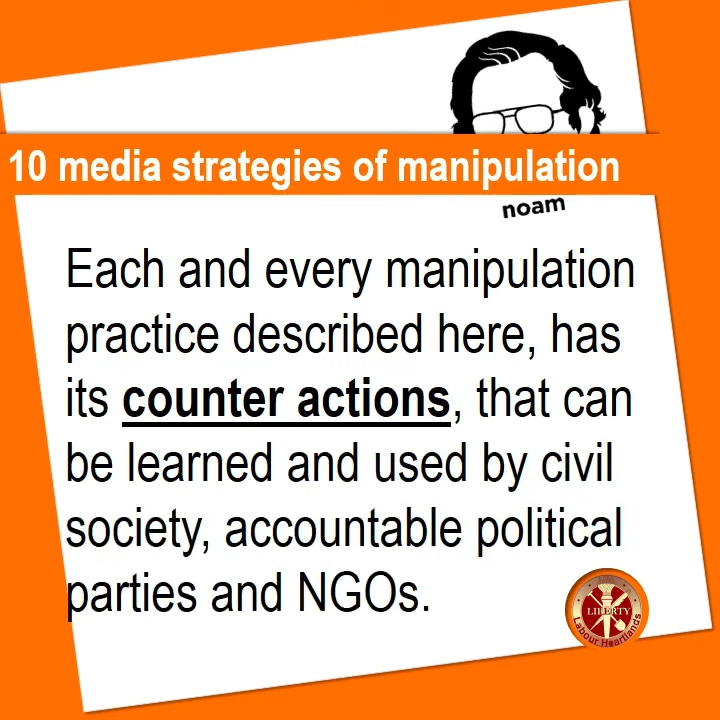 10 media strategies of manipulation
noam
Each and every manipulation
practice described here, has
its counter actions, that can
be learned and used by civil
society, accountable political
parties and NGOs.
LIBERTY
Labour Heartlands